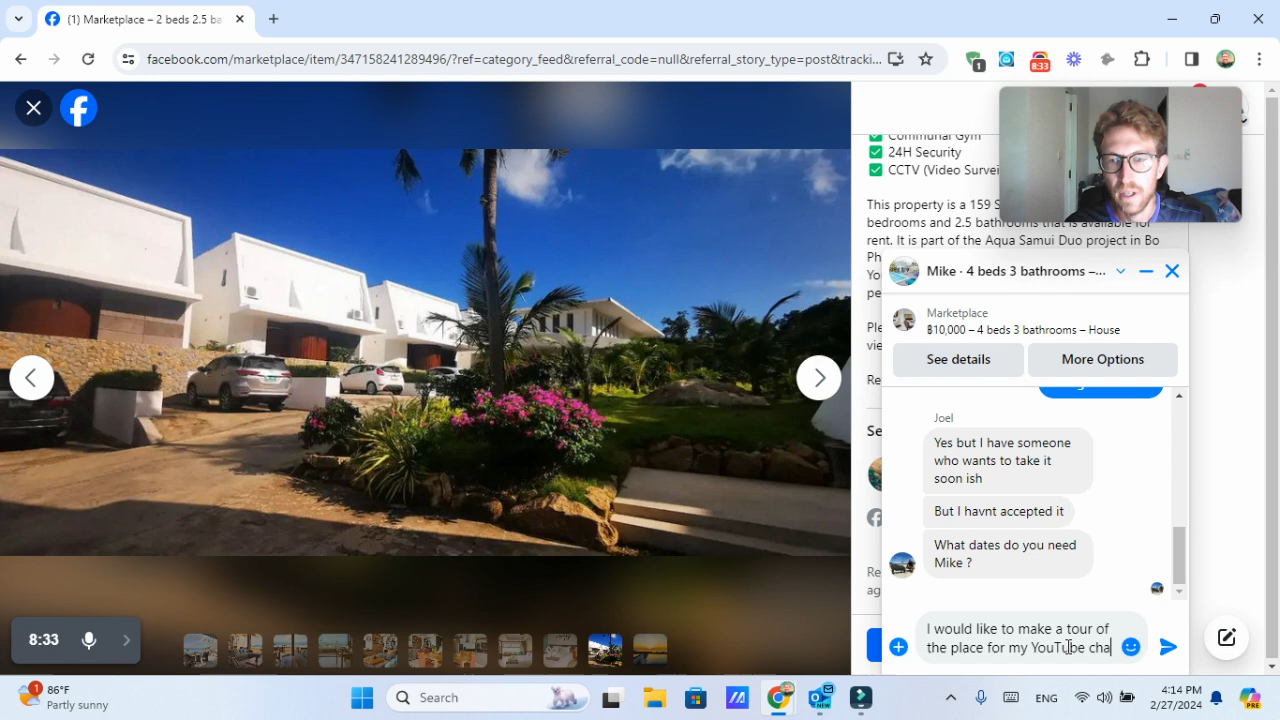 (1) Marketplace – 2 beds 2.5 ba
facebook.com/marketplace/item/347158241289496/?ref=category_feed&referral_code=null&referral_story_type=post&tracki...
1
8:33
Communal Gym
24H Security
CCTV (Video Survei
This property is a 159 S
bedrooms and 2.5 bathrooms that is available for
rent. It is part of the Aqua Samui Duo project in Bo
Ph
Yo
pe
Ple
vie
Re
Se
Re
ag
Mike · 4 beds 3 bathrooms –...
Marketplace
฿10,000 – 4 beds 3 bathrooms – House
See details
More Options
Joel
Yes but I have someone
who wants to take it
soon ish
But I havnt accepted it
What dates do you need
Mike ?
I would like to make a tour of
the place for my YouTube cha
8:33
1
86°F
Partly sunny
Search
NEW
ENG
4:14 PM
2/27/2024
PRE